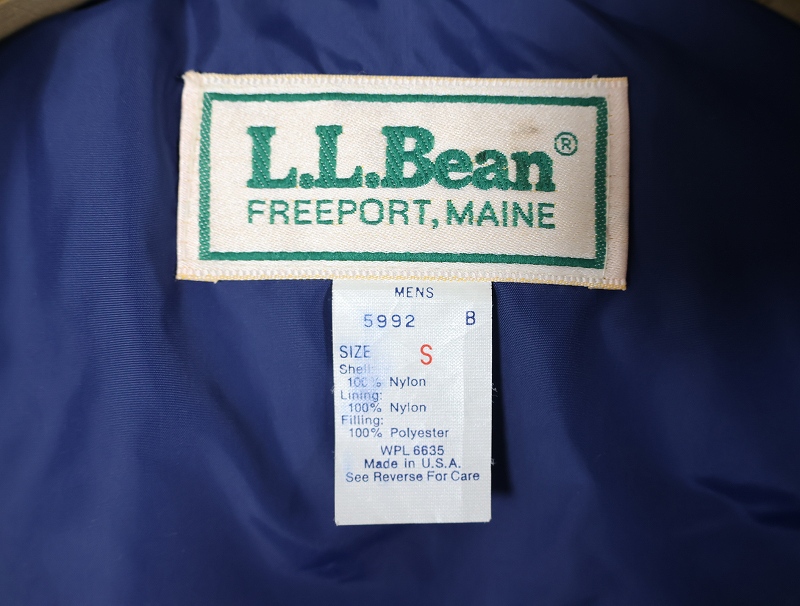 L.L.Bean®
FREEPORT, MAINE
MENS
5992 B
SIZE S
Shell:
100% Nylon
Lining:
100% Nylon
Filling:
100% Polyester
WPL 6635
Made in U.S.A.
See Reverse For Care